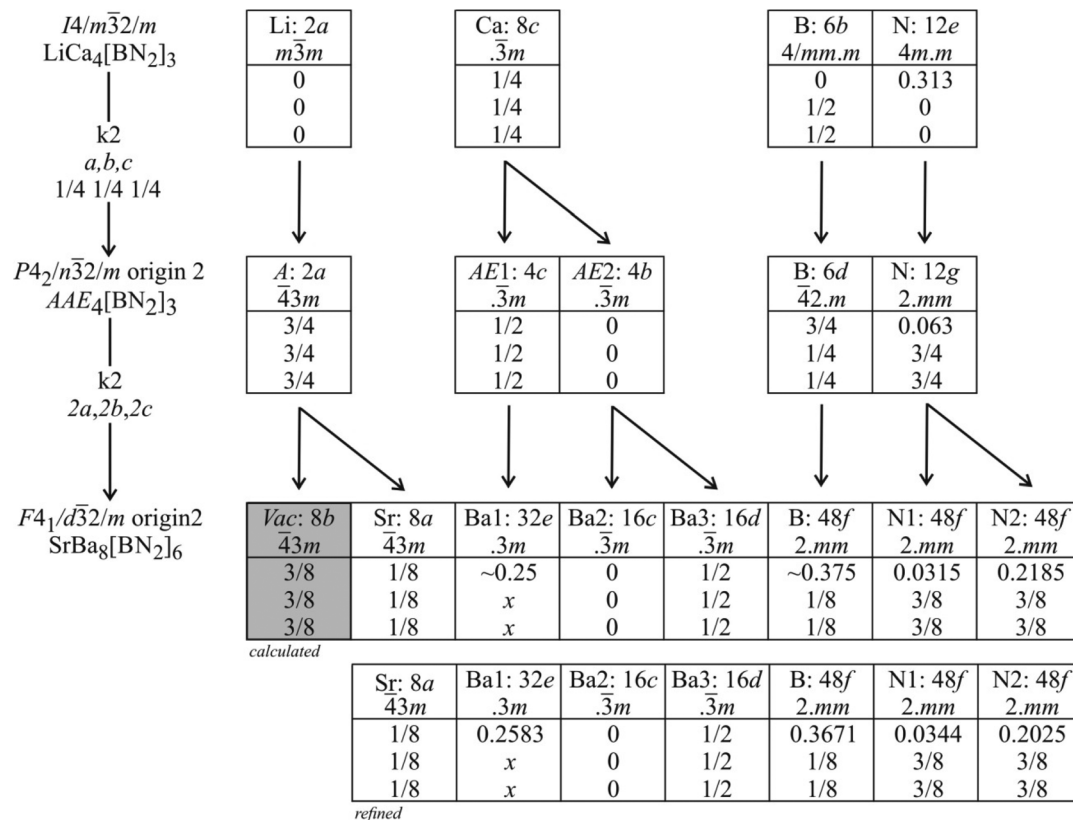 I4/m3̅2/m
LiCa₄[BN₂]₃
Li: 2a
m3̅m
0
0
0
Ca: 8c
.3̅m
1/4
1/4
1/4
B: 6b N: 12e
4/mm.m 4m.m
0 0.313
1/2 0
1/2 0
k2
a,b,c
1/4 1/4 1/4
P4₂/n3̅2/m origin 2
AAE₄[BN₂]₃
A: 2a
4̅3m
3/4
3/4
3/4
AE1: 4c AE2: 4b
.3̅m .3̅m
1/2 0
1/2 0
1/2 0
B: 6d N: 12g
4̅2.m 2.mm
3/4 0.063
1/4 3/4
1/4 3/4
k2
2a,2b,2c
F4₁/d3̅2/m origin2
SrBa₈[BN₂]₆
Vac: 8b Sr: 8a Ba1: 32e Ba2: 16c Ba3: 16d B: 48f N1: 48f N2: 48f
4̅3m 4̅3m .3m .3̅m .3̅m 2.mm 2.mm 2.mm
3/8 1/8 ~0.25 0 1/2 ~0.375 0.0315 0.2185
3/8 1/8 x 0 1/2 1/8 3/8 3/8
3/8 1/8 x 0 1/2 1/8 3/8 3/8
calculated
Sr: 8a Ba1: 32e Ba2: 16c Ba3: 16d B: 48f N1: 48f N2: 48f
4̅3m .3m .3̅m .3̅m 2.mm 2.mm 2.mm
1/8 0.2583 0 1/2 0.3671 0.0344 0.2025
1/8 x 0 1/2 1/8 3/8 3/8
1/8 x 0 1/2 1/8 3/8 3/8
refined